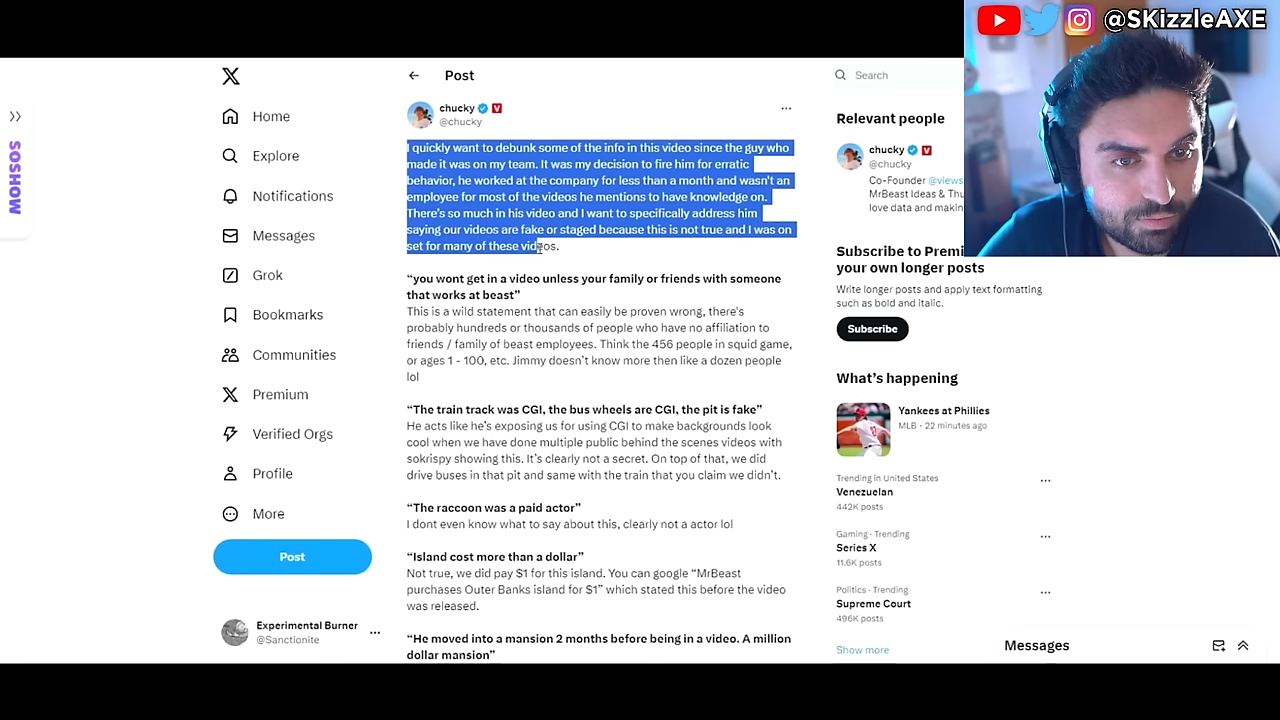 @SKizzleAXE
SOSHOW
Home
Explore
Notifications
Messages
Grok
Bookmarks
Communities
Premium
Verified Orgs
Profile
More
Post
Experimental Burner
@Sanctionite
Post
chucky
@chucky
I quickly want to debunk some of the info in this video since the guy who
made it was on my team. It was my decision to fire him for erratic
behavior, he worked at the company for less than a month and wasn't an
employee for most of the videos he mentions to have knowledge on.
There's so much in his video and I want to specifically address him
saying our videos are fake or staged because this is not true and I was on
set for many of these videos.
“you wont get in a video unless your family or friends with someone
that works at beast”
This is a wild statement that can easily be proven wrong, there's
probably hundreds or thousands of people who have no affiliation to
friends / family of beast employees. Think the 456 people in squid game,
or ages 1 - 100, etc. Jimmy doesn't know more then like a dozen people
lol
“The train track was CGI, the bus wheels are CGI, the pit is fake”
He acts like he's exposing us for using CGI to make backgrounds look
cool when we have done multiple public behind the scenes videos with
sokrispy showing this. It's clearly not a secret. On top of that, we did
drive buses in that pit and same with the train that you claim we didn't.
“The raccoon was a paid actor”
I dont even know what to say about this, clearly not a actor lol
“Island cost more than a dollar”
Not true, we did pay $1 for this island. You can google “MrBeast
purchases Outer Banks island for $1” which stated this before the video
was released.
“He moved into a mansion 2 months before being in a video. A million
dollar mansion”
Search
Relevant people
chucky
@chucky
Co-Founder @views
MrBeast Ideas & Thu
love data and makin
Subscribe to Premi
your own longer posts
Write longer posts and apply text formatting
such as bold and italic.
Subscribe
What's happening
Yankees at Phillies
MLB · 22 minutes ago
Trending in United States
Venezuelan
442K posts
Gaming · Trending
Series X
11.6K posts
Politics · Trending
Supreme Court
496K posts
Show more
Messages